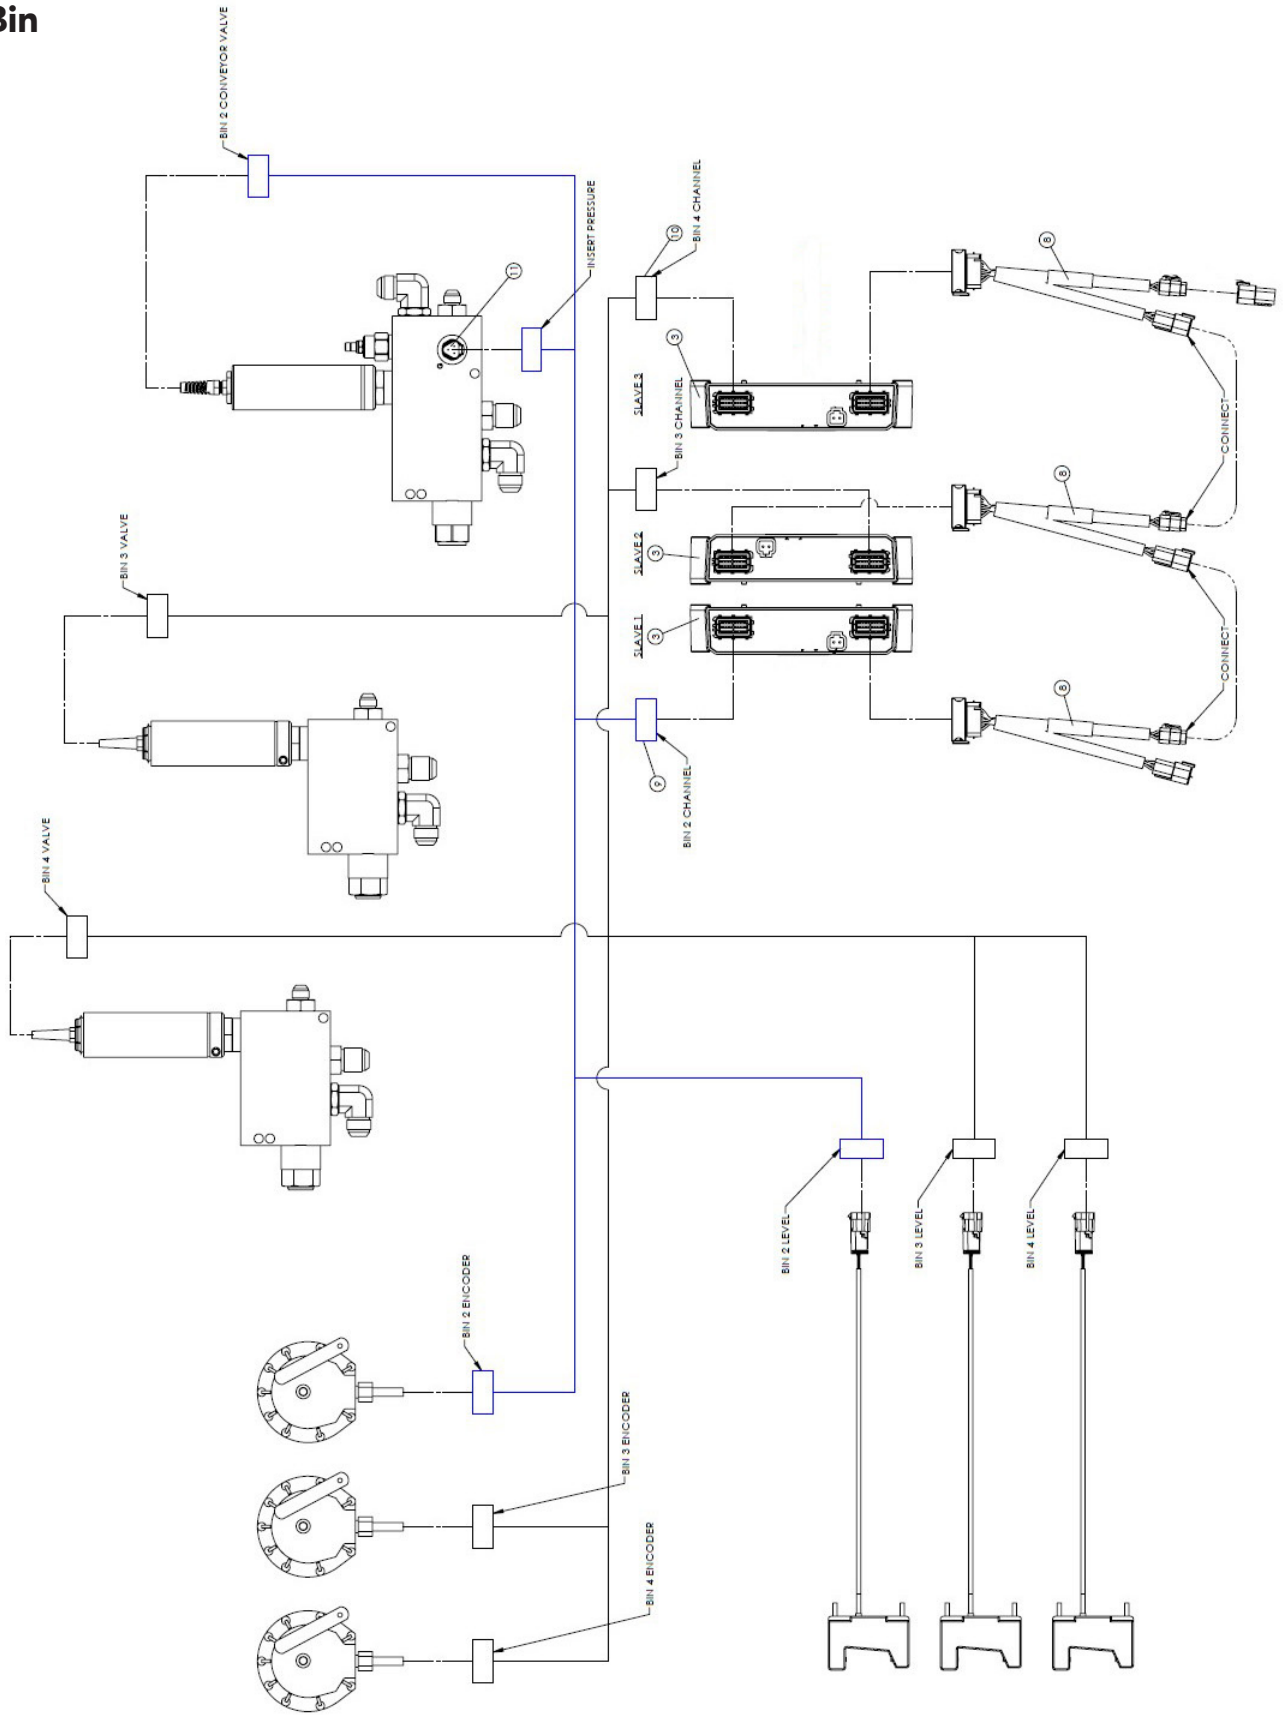 Bin
BIN 2 CONVEYOR VALVE
INSERT PRESSURE
11
BIN 4 CHANNEL
10
8
3
SLAVE 3
BIN 3 CHANNEL
CONNECT
8
BIN 3 VALVE
SLAVE 2
3
SLAVE 1
3
CONNECT
8
9
BIN 2 CHANNEL
BIN 4 VALVE
BIN 2 LEVEL
BIN 3 LEVEL
BIN 4 LEVEL
BIN 2 ENCODER
BIN 3 ENCODER
BIN 4 ENCODER